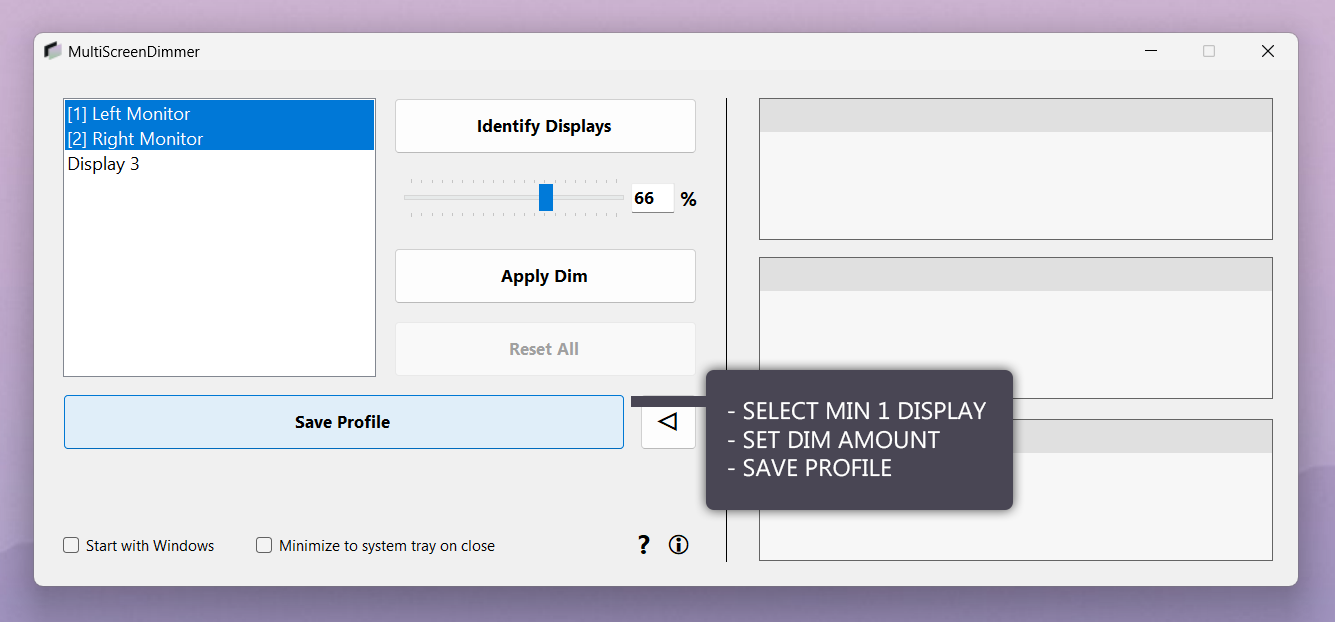 MultiScreenDimmer
[1] Left Monitor
[2] Right Monitor
Display 3
Identify Displays
66 %
Apply Dim
Reset All
Save Profile
- SELECT MIN 1 DISPLAY
- SET DIM AMOUNT
- SAVE PROFILE
Start with Windows
Minimize to system tray on close
?